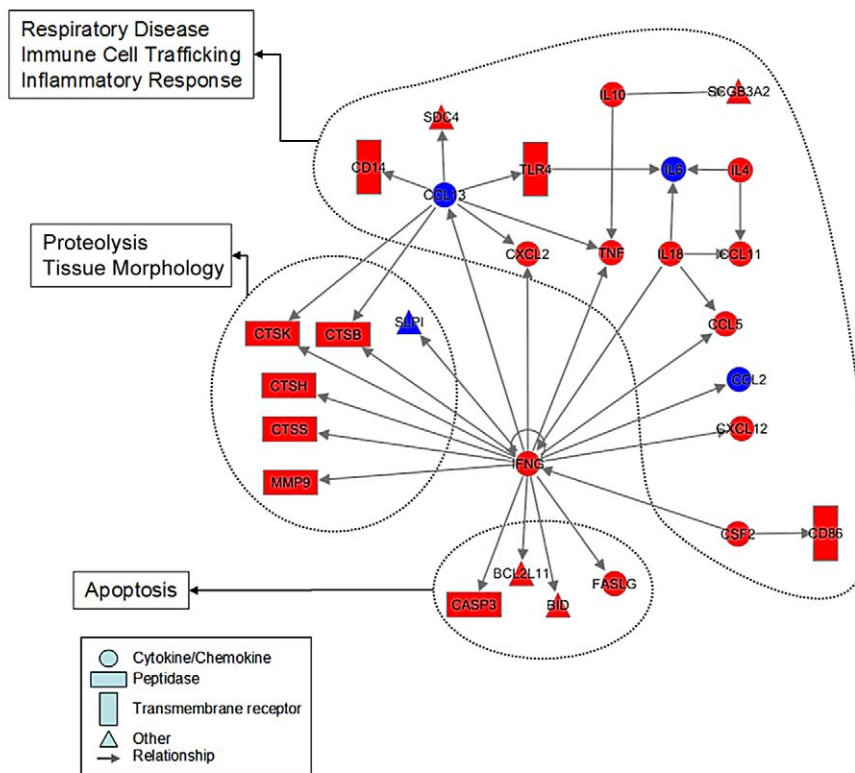 Respiratory Disease
Immune Cell Trafficking
Inflammatory Response
IL10
SCGB3A2
SDC4
CD14
TLR4
IL6
IL4
CCL13
Proteolysis
Tissue Morphology
CXCL2
TNF
IL18
CCL11
CTSK
CTSB
SLPI
CCL5
CTSH
CCL2
CTSS
CXCL12
IFNG
MMP9
CSF2
CD86
Apoptosis
BCL2L11
FASLG
CASP3
BID
Cytokine/Chemokine
Peptidase
Transmembrane receptor
Other
Relationship